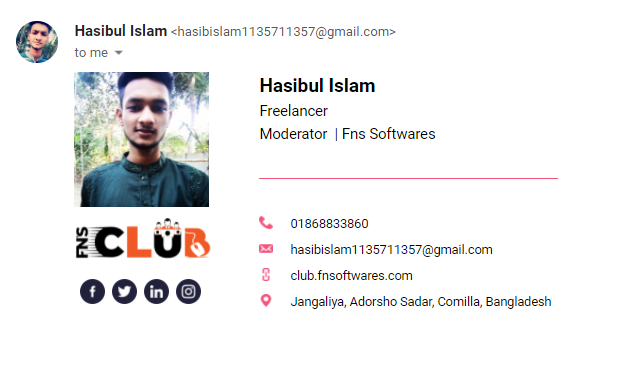 Hasibul Islam <hasibislam1135711357@gmail.com>
to me
Hasibul Islam
Freelancer
Moderator | Fns Softwares
FNS CLUB
01868833860
hasibislam1135711357@gmail.com
club.fnsoftwares.com
Jangaliya, Adorsho Sadar, Comilla, Bangladesh